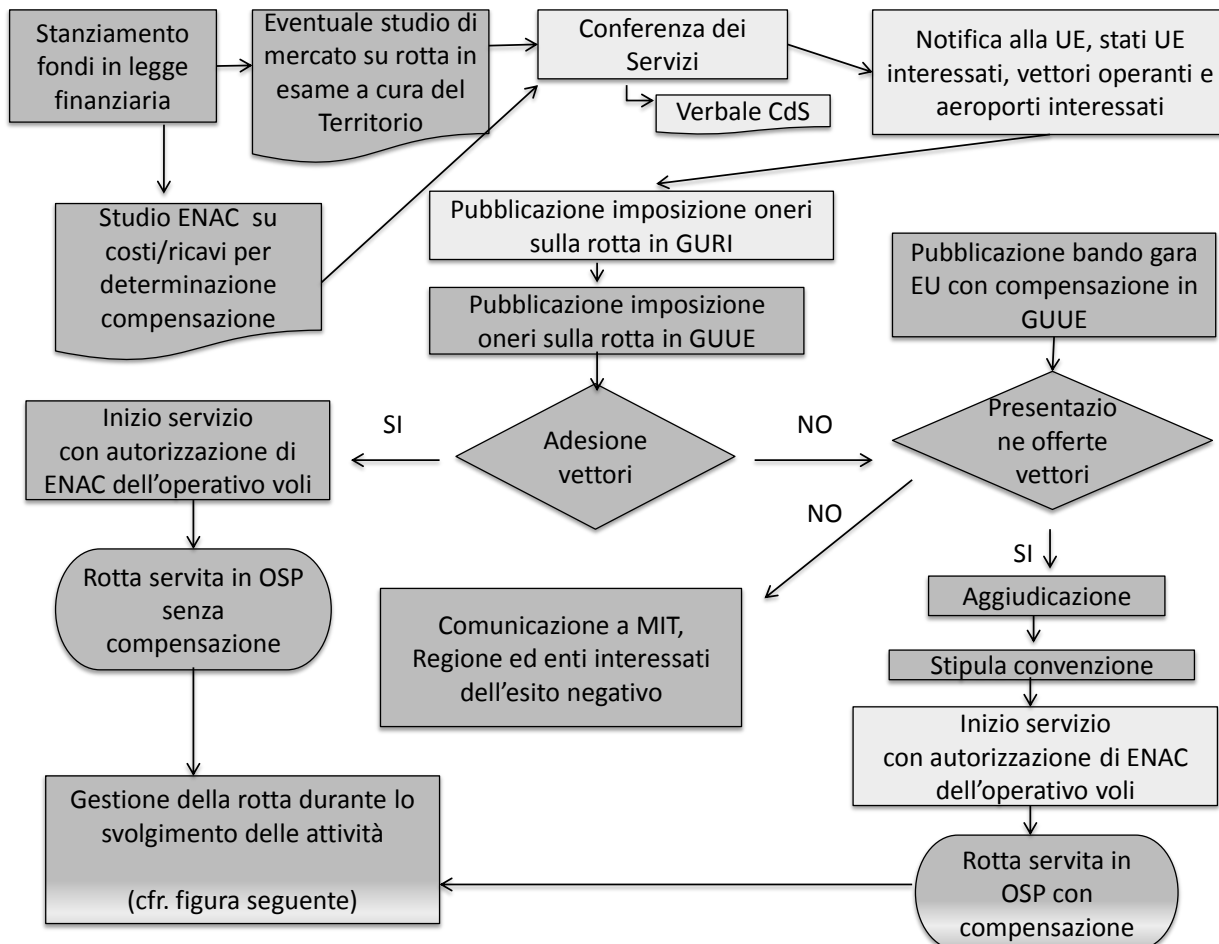 Stanziamento
fondi in legge
finanziaria
Eventuale studio di
mercato su rotta in
esame a cura del
Territorio
Conferenza dei
Servizi
Verbale CdS
Notifica alla UE, stati UE
interessati, vettori operanti e
aeroporti interessati
Studio ENAC su
costi/ricavi per
determinazione
compensazione
Pubblicazione imposizione oneri
sulla rotta in GURI
Pubblicazione imposizione
oneri sulla rotta in GUUE
Pubblicazione bando gara
EU con compensazione in
GUUE
Inizio servizio
con autorizzazione di
ENAC dell’operativo voli
SI
Adesione
vettori
NO
Presentazio
ne offerte
vettori
NO
SI
Rotta servita in OSP
senza
compensazione
Comunicazione a MIT,
Regione ed enti interessati
dell’esito negativo
Aggiudicazione
Stipula convenzione
Inizio servizio
con autorizzazione di ENAC
dell’operativo voli
Gestione della rotta durante lo
svolgimento delle attività
(cfr. figura seguente)
Rotta servita in
OSP con
compensazione